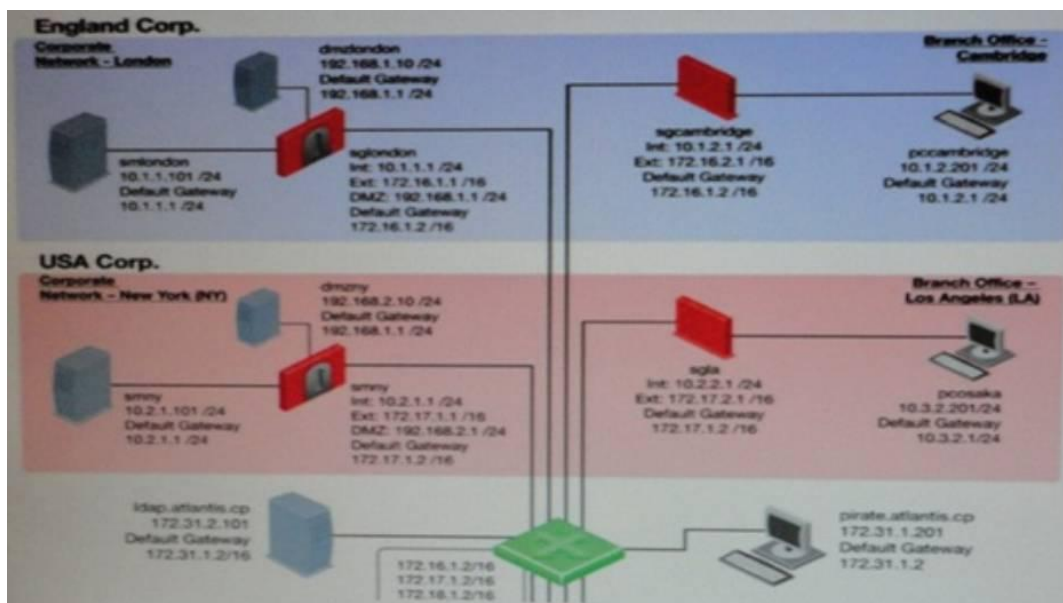 England Corp.
Corporate
Network - London
dmzlondon
192.168.1.10 /24
Default Gateway
192.168.1.1 /24
smlondon
10.1.1.101 /24
Default Gateway
10.1.1.1 /24
sglondon
Int: 10.1.1.1 /24
Ext: 172.16.1.1 /16
DMZ: 192.168.1.1 /24
Default Gateway
172.16.1.2 /16
sgcambridge
Int: 10.1.2.1 /24
Ext: 172.16.2.1 /16
Default Gateway
172.16.1.2 /16
Branch Office -
Cambridge
pccambridge
10.1.2.201 /24
Default Gateway
10.1.2.1 /24
USA Corp.
Corporate
Network - New York (NY)
dmzny
192.168.2.10 /24
Default Gateway
192.168.1.1 /24
smny
10.2.1.101 /24
Default Gateway
10.2.1.1 /24
smny
Int: 10.2.1.1 /24
Ext: 172.17.1.1 /16
DMZ: 192.168.2.1 /24
Default Gateway
172.17.1.2 /16
sgla
Int: 10.2.2.1 /24
Ext: 172.17.2.1 /16
Default Gateway
172.17.1.2 /16
Branch Office -
Los Angeles (LA)
pcosaka
10.3.2.201/24
Default Gateway
10.3.2.1/24
ldap.atlantis.cp
172.31.2.101
Default Gateway
172.31.1.2/16
172.16.1.2/16
172.17.1.2/16
172.18.1.2/16
pirate.atlantis.cp
172.31.1.201
Default Gateway
172.31.1.2